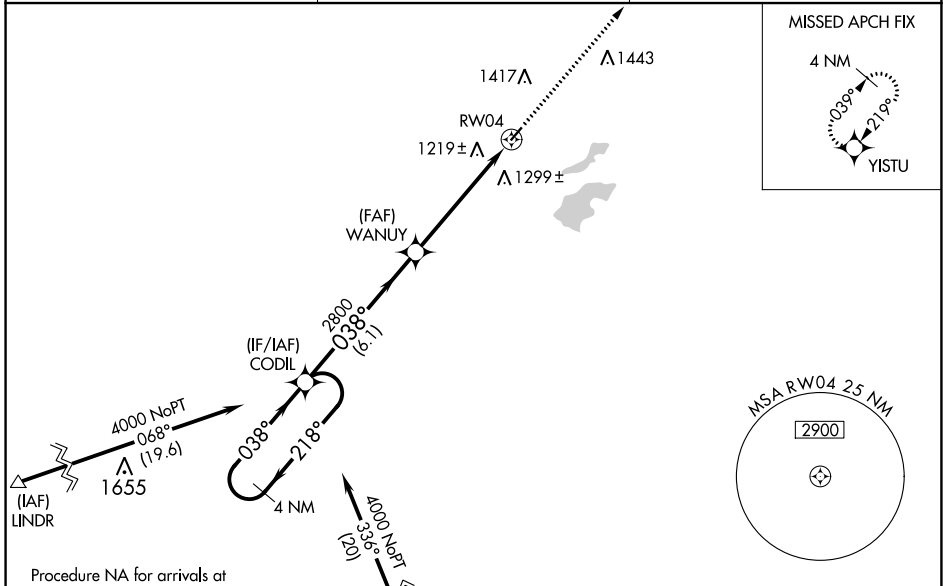 MISSED APCH FIX
4 NM
039°
219°
YISTU
1443
1417
RW04
1219±
1299±
(FAF)
WANUY
2800
038°
(6.1)
(IF/IAF)
CODIL
038°
218°
4 NM
4000 NoPT
068°
(19.6)
1655
(IAF)
LINDR
4000 NoPT
336°
(20)
MSA RW04 25 NM
2900
Procedure NA for arrivals at